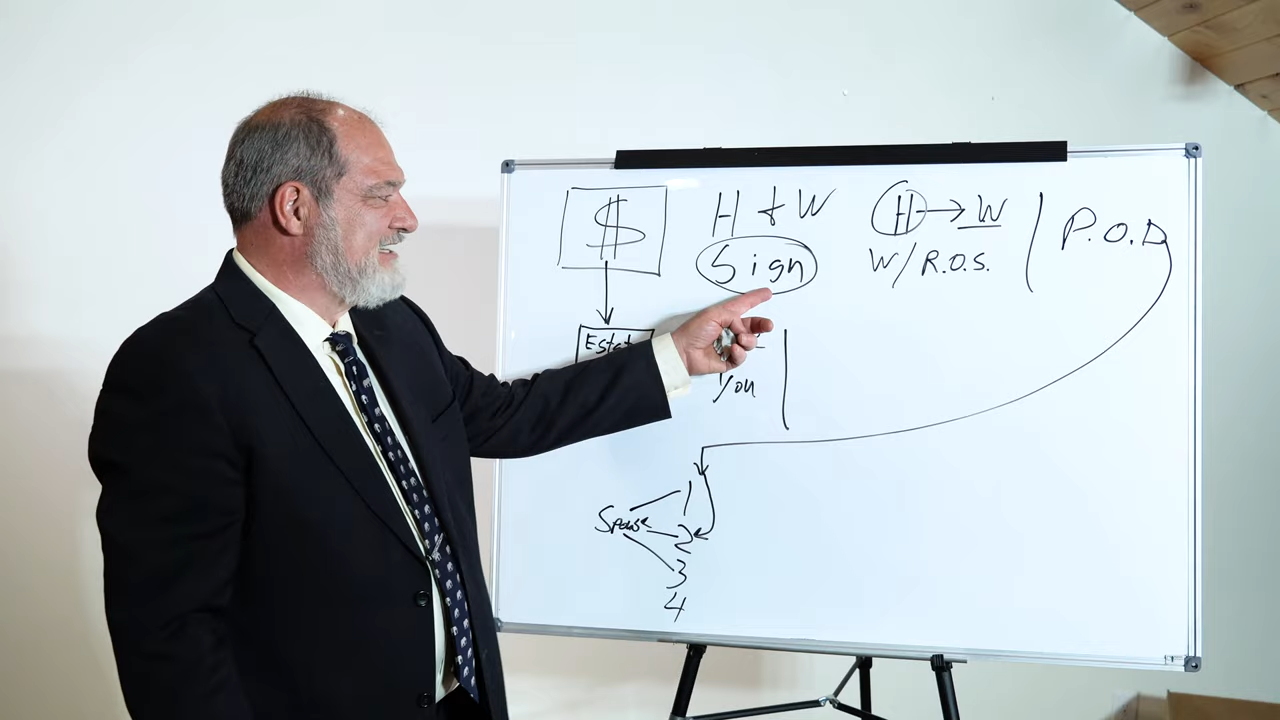 $
H & W
Sign
H → W
W/ R.O.S.
P.O.D
you
Spouse
1
2
3
4